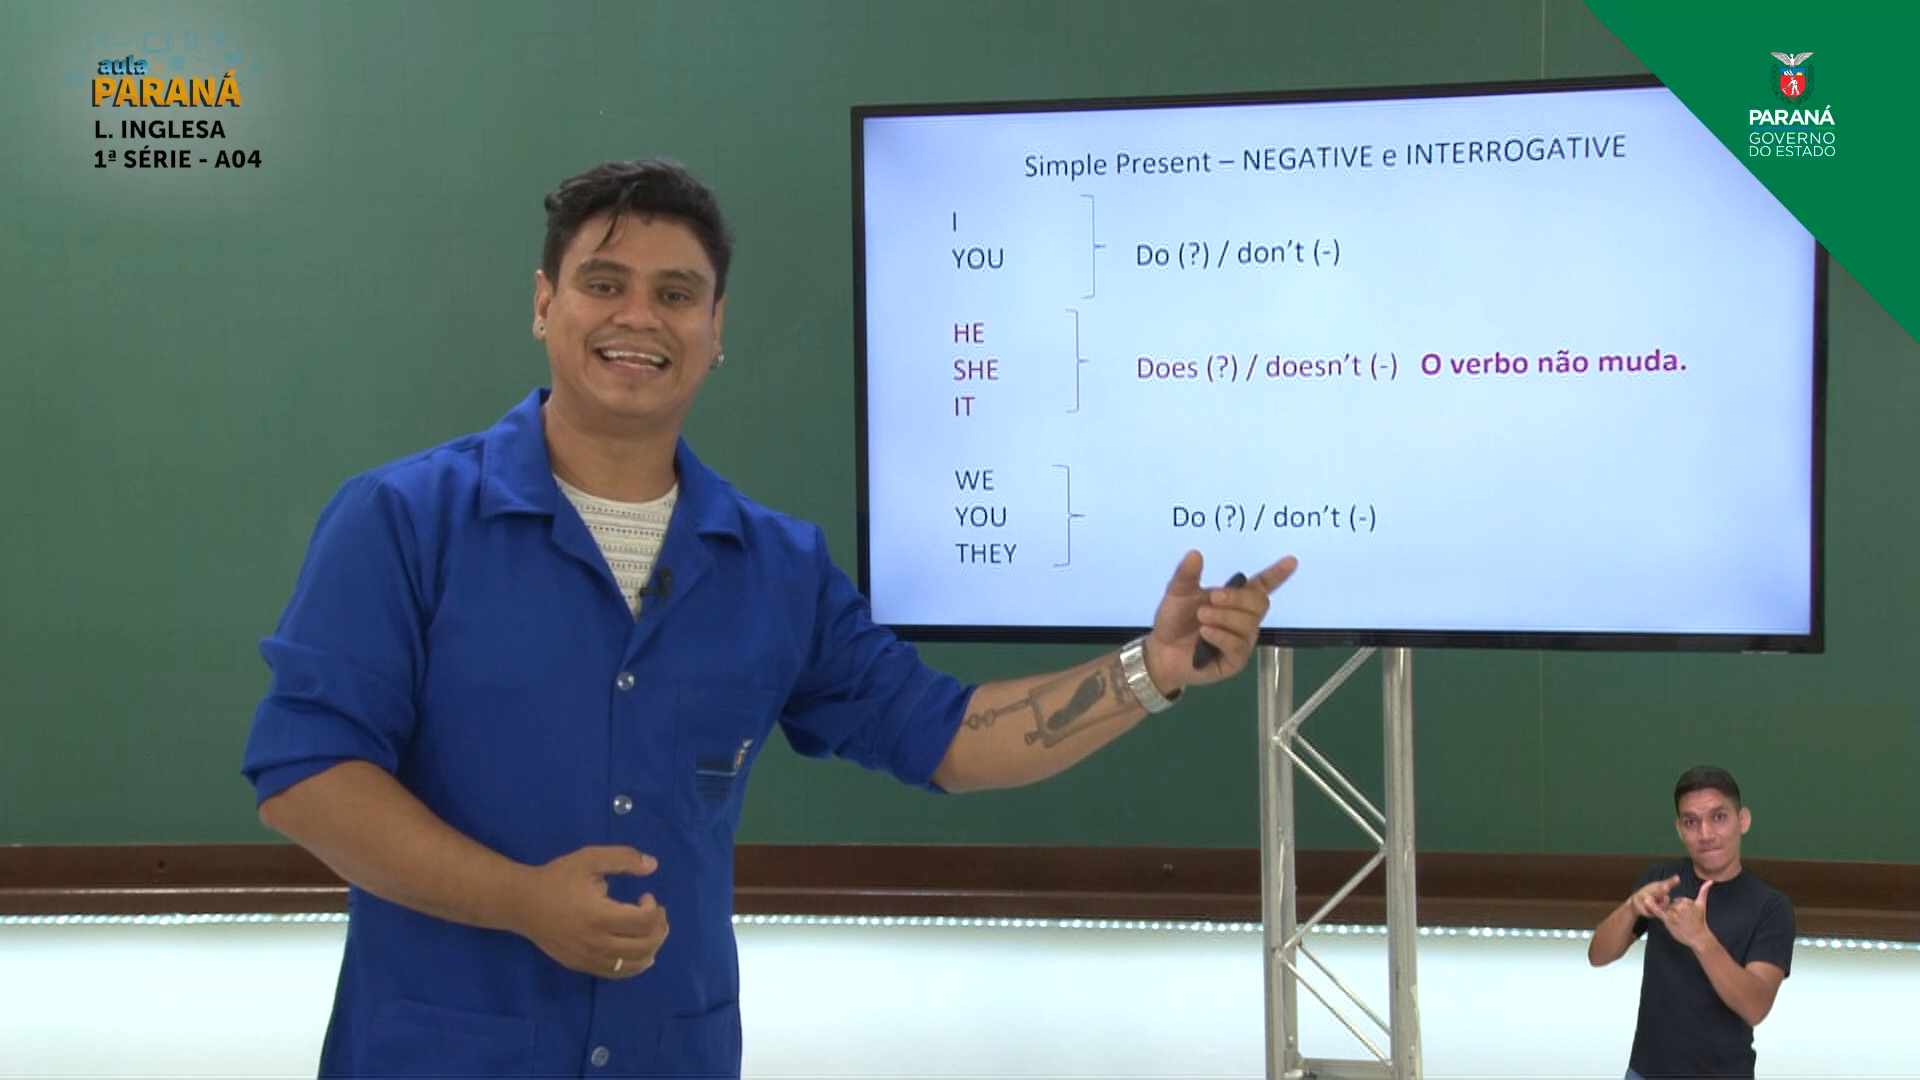 aula
PARANÁ
L. INGLESA
1ª SÉRIE - A04
PARANÁ
GOVERNO
DO ESTADO
Simple Present – NEGATIVE e INTERROGATIVE
I
YOU
Do (?) / don't (-)
HE
SHE
IT
Does (?) / doesn't (-) O verbo não muda.
WE
YOU
THEY
Do (?) / don't (-)